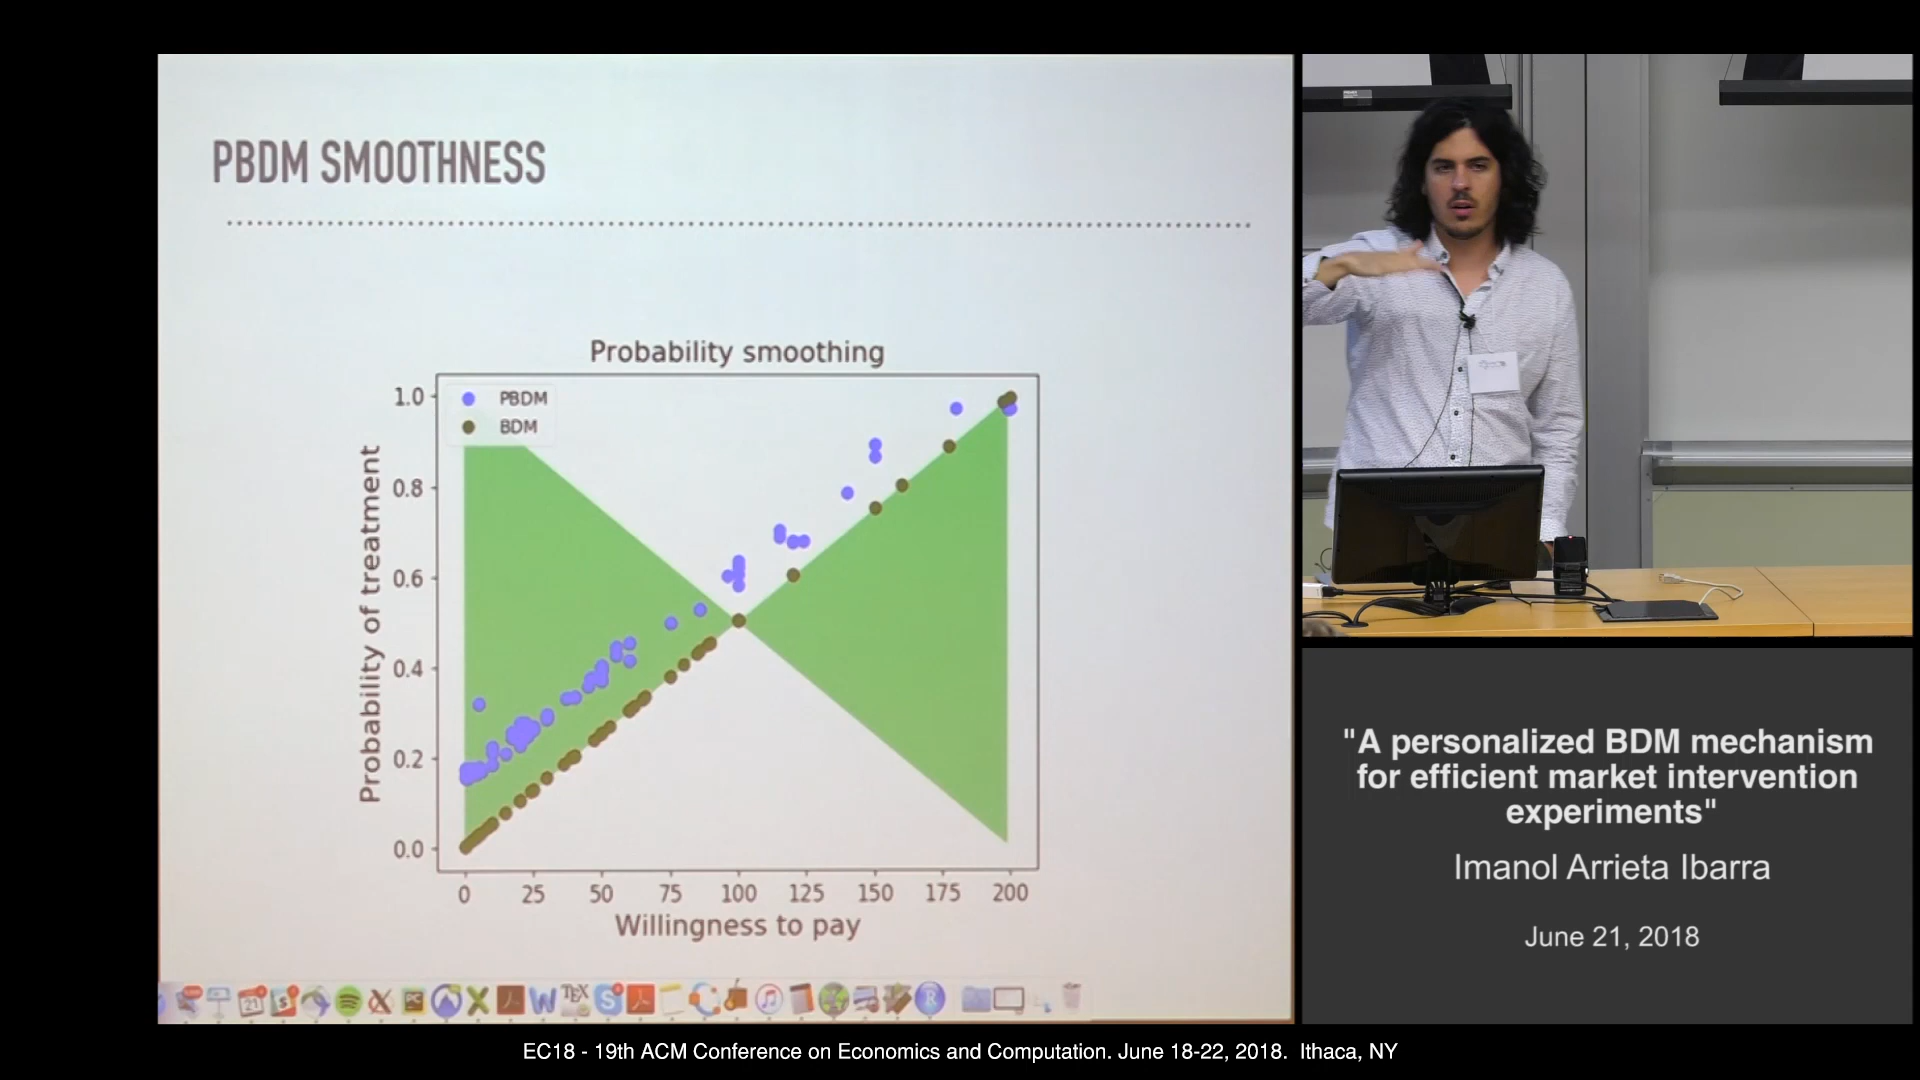 PBDM SMOOTHNESS
Probability smoothing
PBDM
BDM
Probability of treatment
1.0
0.8
0.6
0.4
0.2
0.0
0
25
50
75
100
125
150
175
200
Willingness to pay
"A personalized BDM mechanism
for efficient market intervention
experiments"
Imanol Arrieta Ibarra
June 21, 2018
EC18 - 19th ACM Conference on Economics and Computation. June 18-22, 2018. Ithaca, NY